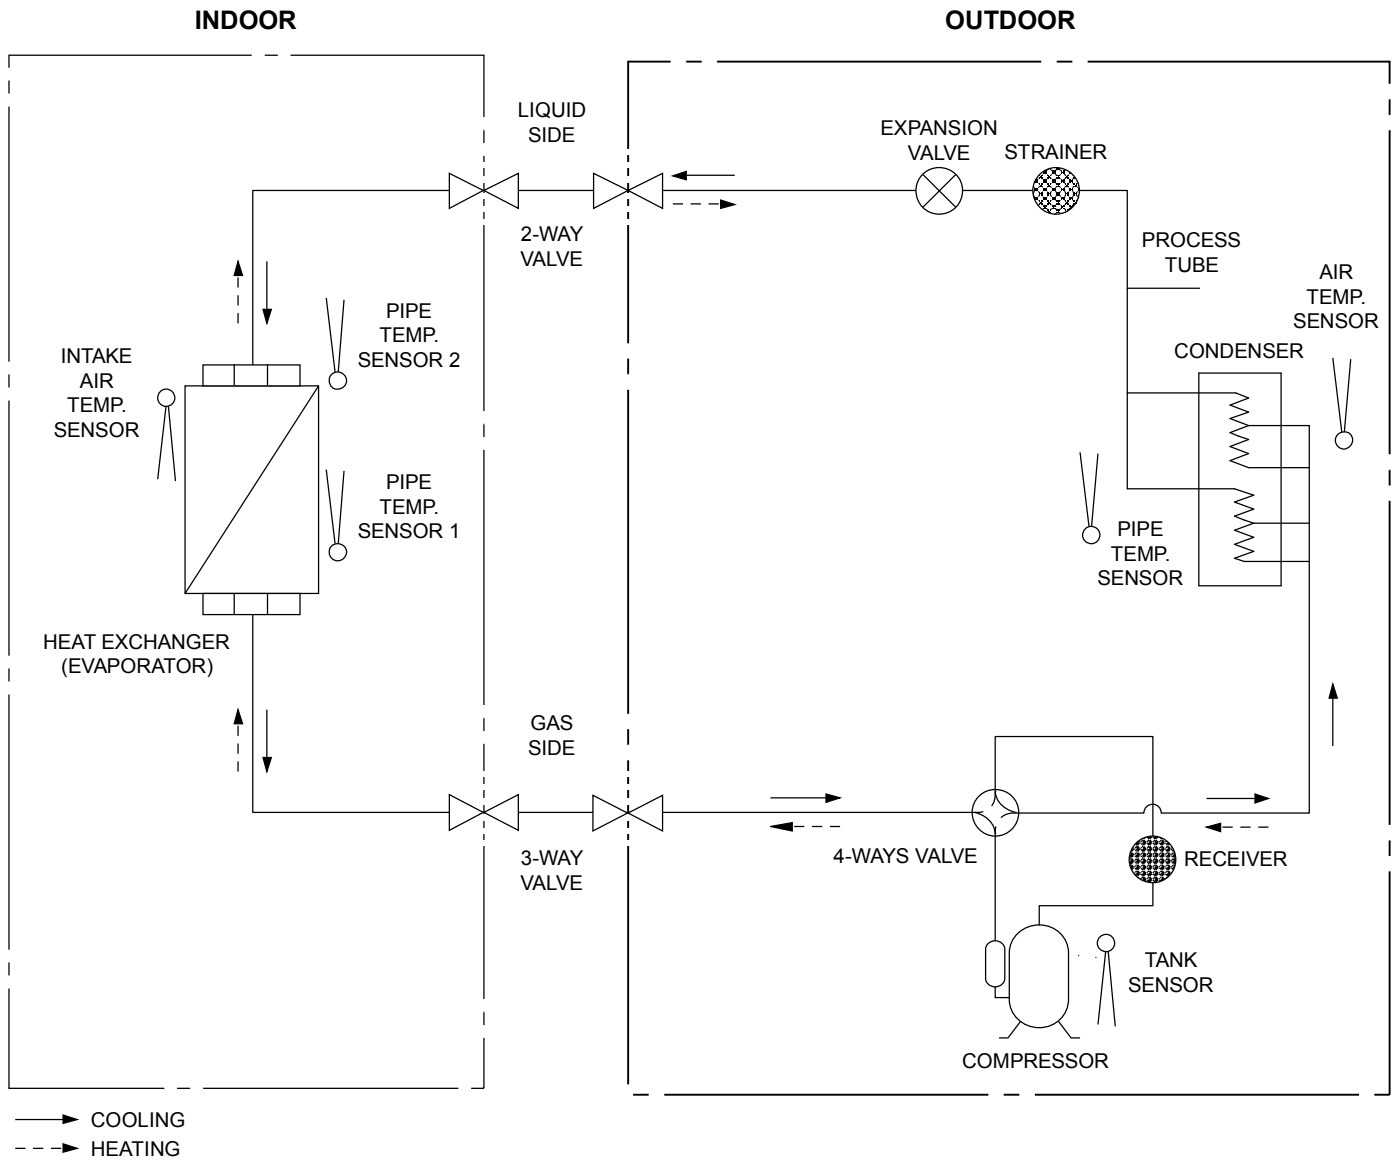 INDOOR
OUTDOOR
LIQUID
SIDE
EXPANSION
VALVE
STRAINER
2-WAY
VALVE
PROCESS
TUBE
AIR
TEMP.
SENSOR
PIPE
TEMP.
SENSOR 2
INTAKE
AIR
TEMP.
SENSOR
CONDENSER
PIPE
TEMP.
SENSOR 1
PIPE
TEMP.
SENSOR
HEAT EXCHANGER
(EVAPORATOR)
GAS
SIDE
3-WAY
VALVE
4-WAYS VALVE
RECEIVER
TANK
SENSOR
COMPRESSOR
COOLING
HEATING